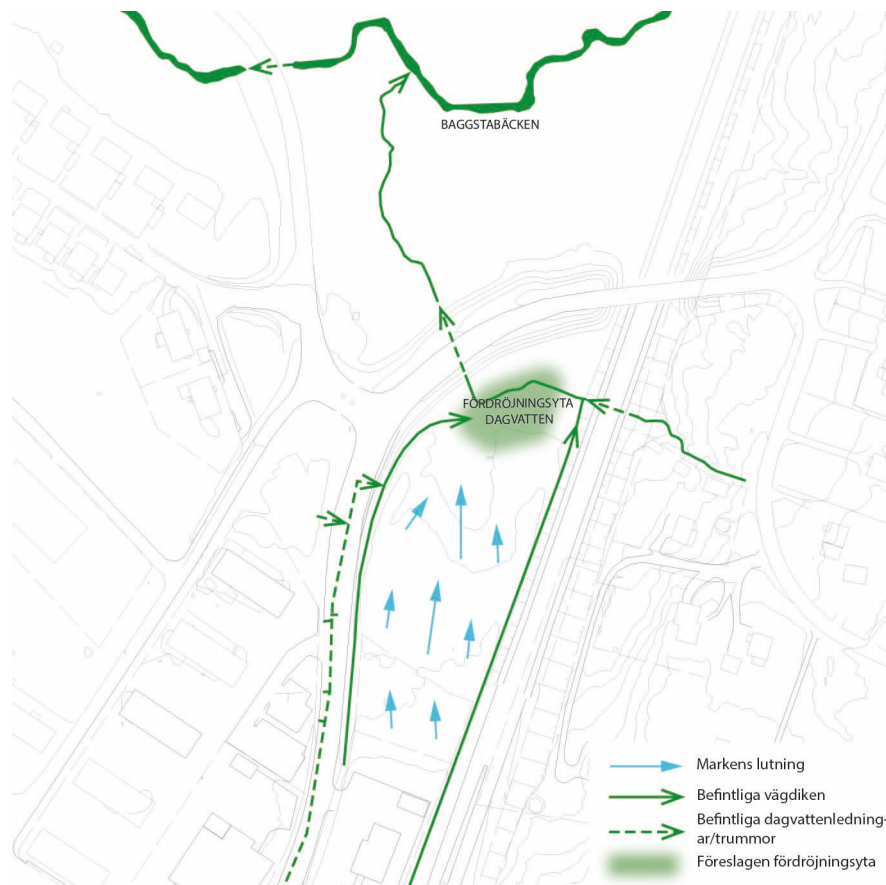 BAGGSTABÄCKEN
FÖRDRÖJNINGSYTA
DAGVATTEN
Markens lutning
Befintliga vägdiken
Befintliga dagvattenledning-
ar/trummor
Föreslagen fördröjningsyta